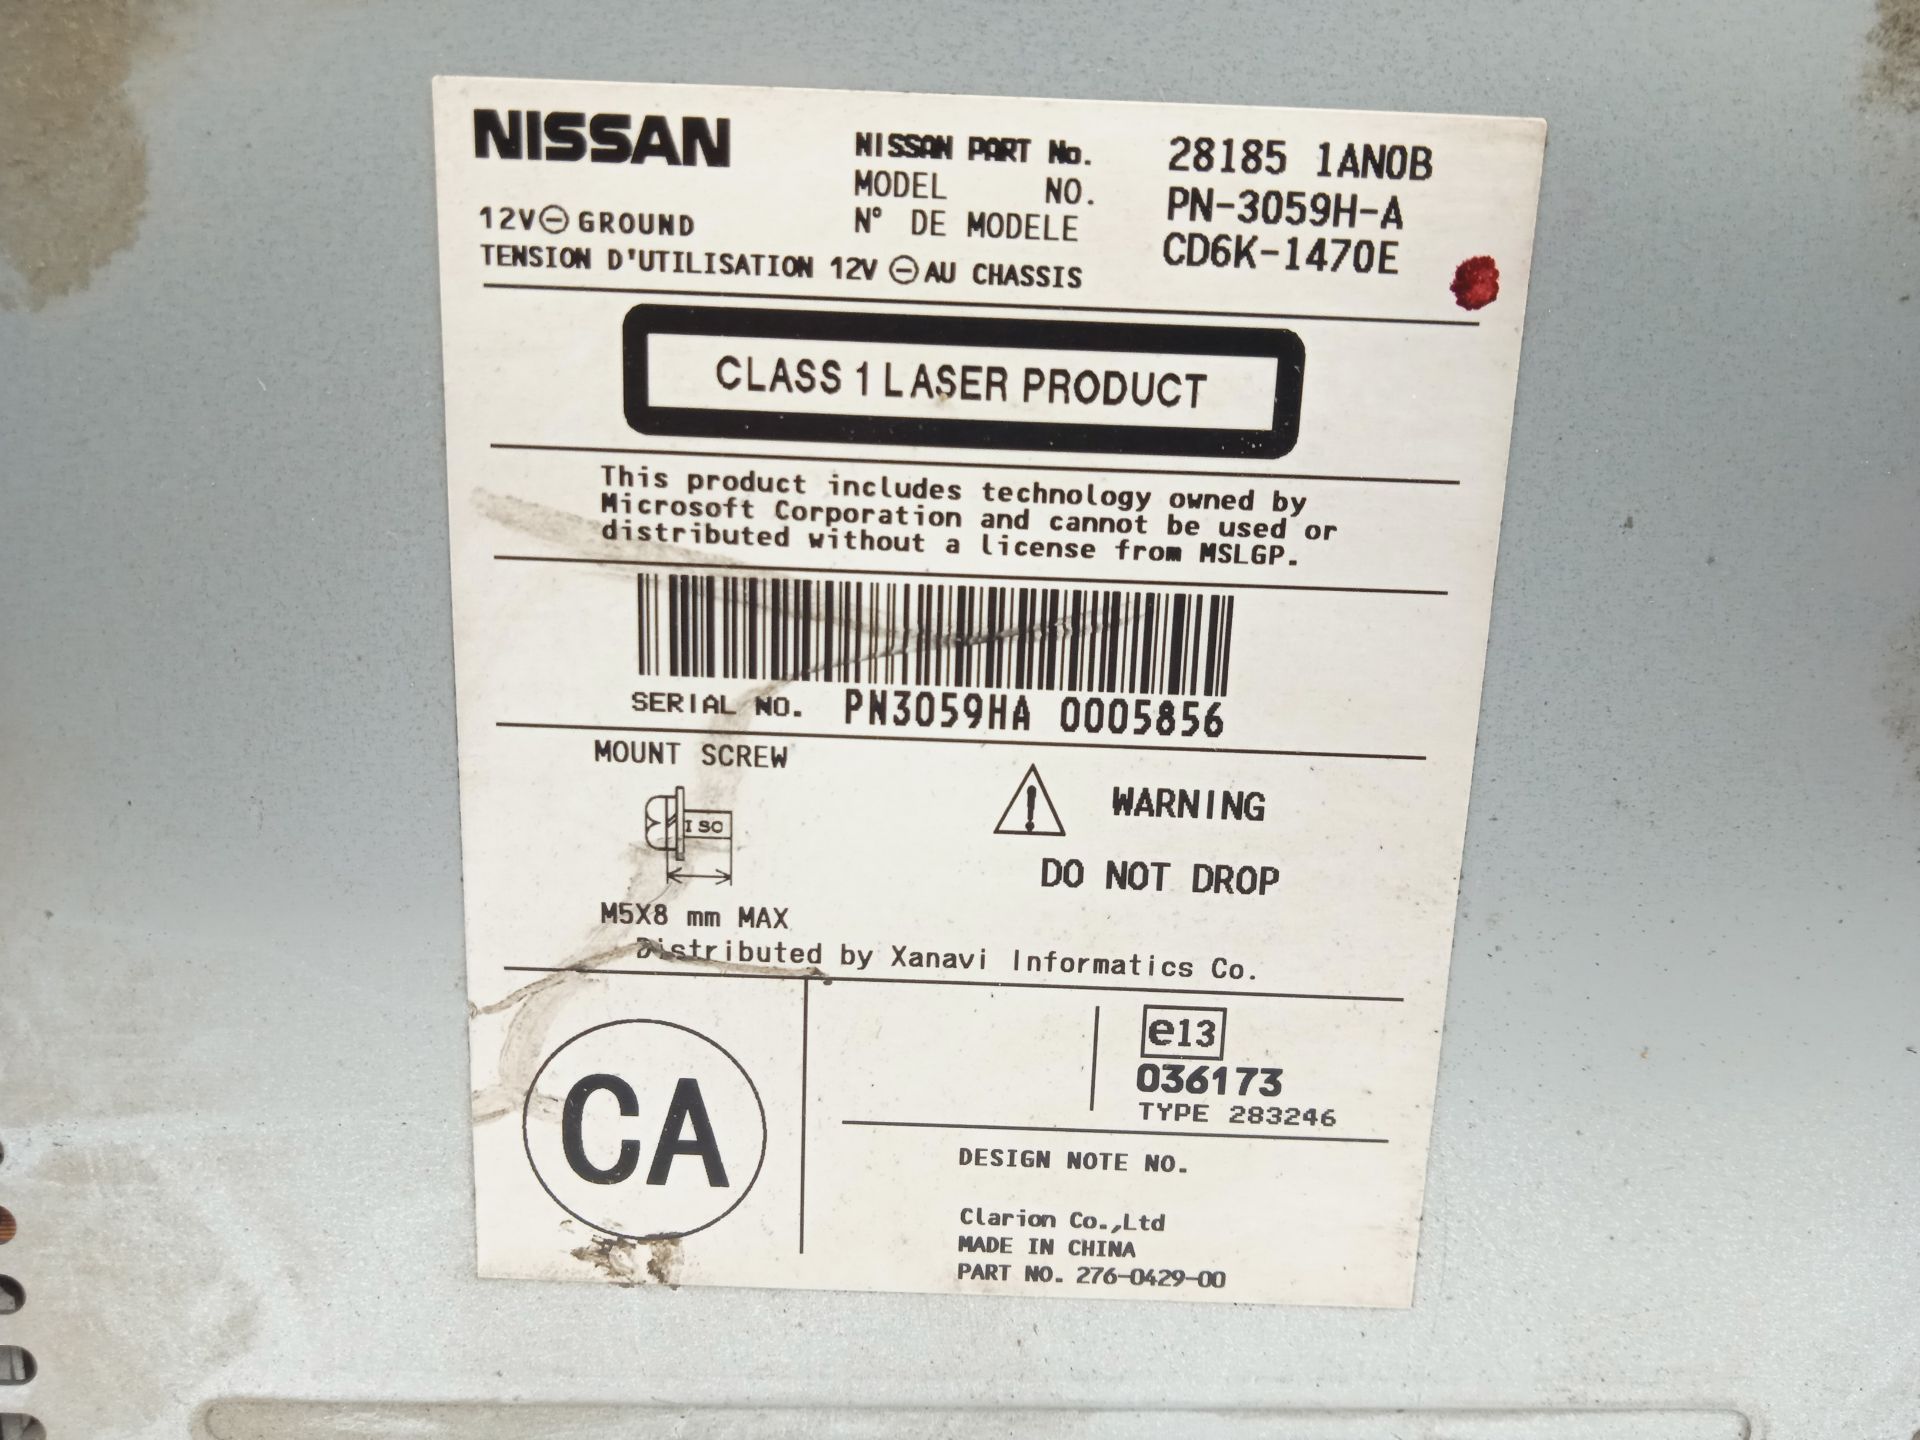 NISSAN
NISSAN PART No. 28185 1AN0B
MODEL NO. PN-3059H-A
N° DE MODELE CD6K-1470E
12V⊖GROUND
TENSION D'UTILISATION 12V ⊖AU CHASSIS
CLASS 1 LASER PRODUCT
This product includes technology owned by
Microsoft Corporation and cannot be used or
distributed without a license from MSLGP.
SERIAL NO. PN3059HA 0005856
MOUNT SCREW
ISO
M5X8 mm MAX
WARNING
DO NOT DROP
Distributed by Xanavi Informatics Co.
CA
e13
036173
TYPE 283246
DESIGN NOTE NO.
Clarion Co.,Ltd
MADE IN CHINA
PART NO. 276-0429-00